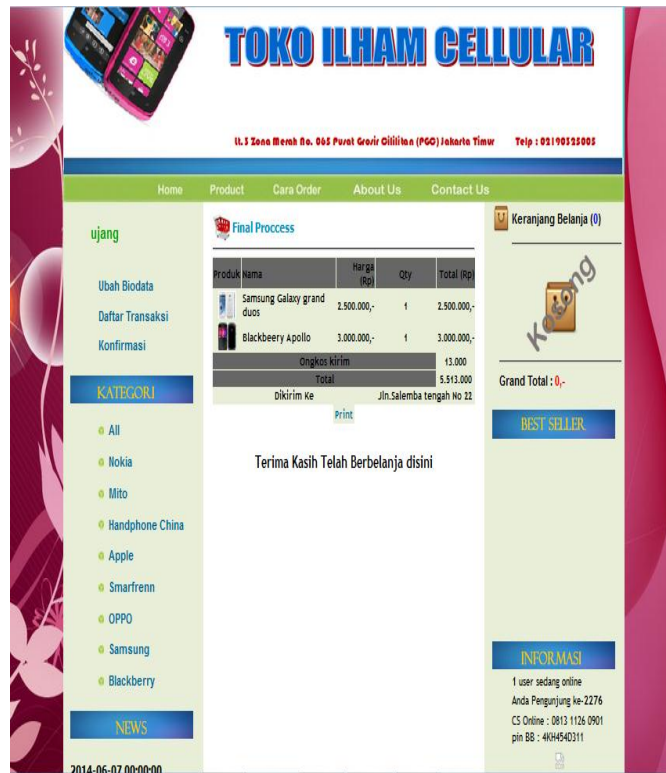 TOKO ILHAM CELLULAR
Lt.5 Zona Merah No. 065 Pusat Grosir Cililitan (PGC) Jakarta Timur Telp : 02190525005
Home Product Cara Order About Us Contact Us
ujang
Ubah Biodata
Daftar Transaksi
Konfirmasi
KATEGORI
All
Nokia
Mito
Handphone China
Apple
Smarfrenn
OPPO
Samsung
Blackberry
NEWS
2014-06-07 00:00:00
Final Proccess
Produk Nama Harga (Rp) Qty Total (Rp)
Samsung Galaxy grand duos 2.500.000,- 1 2.500.000,-
Blackbeery Apollo 3.000.000,- 1 3.000.000,-
Ongkos kirim 13.000
Total 5.513.000
Dikirim Ke Jln.Salemba tengah No 22
Print
Terima Kasih Telah Berbelanja disini
Keranjang Belanja (0)
Kosong
Grand Total : 0,-
BEST SELLER
INFORMASI
1 user sedang online
Anda Pengunjung ke-2276
CS Online : 0813 1126 0901
pin BB : 4KH454D311